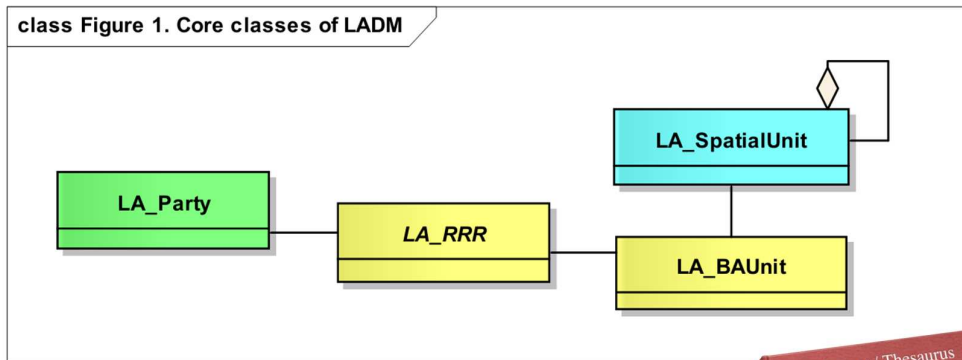 class Figure 1. Core classes of LADM
LA_SpatialUnit
LA_Party
LA_RRR
LA_BAUnit
Thesaurus